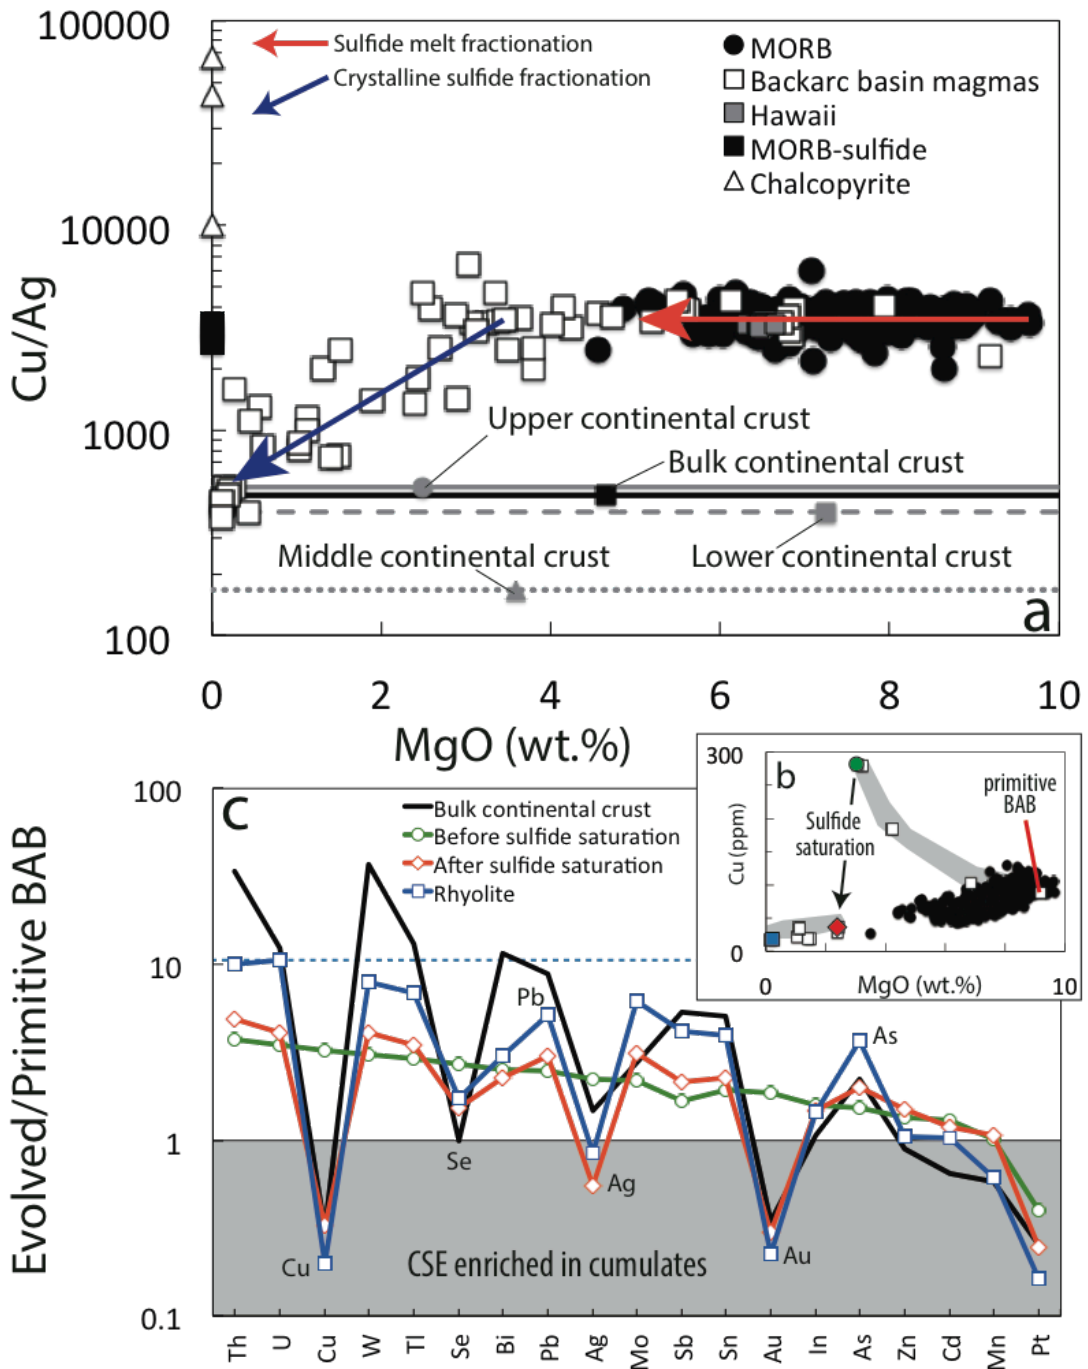 100000
10000
1000
100
Cu/Ag
Sulfide melt fractionation
Crystalline sulfide fractionation
MORB
Backarc basin magmas
Hawaii
MORB-sulfide
Chalcopyrite
Upper continental crust
Bulk continental crust
Middle continental crust
Lower continental crust
a
0 2 4 6 8 10
MgO (wt.%)
b
300
0
Cu (ppm)
primitive
BAB
Sulfide
saturation
0 10
MgO (wt.%)
c
100
10
1
0.1
Evolved/Primitive BAB
Bulk continental crust
Before sulfide saturation
After sulfide saturation
Rhyolite
Pb
As
Se
Ag
Cu
Au
CSE enriched in cumulates
Th U Cu W Tl Se Bi Pb Ag Mo Sb Sn Au In As Zn Cd Mn Pt